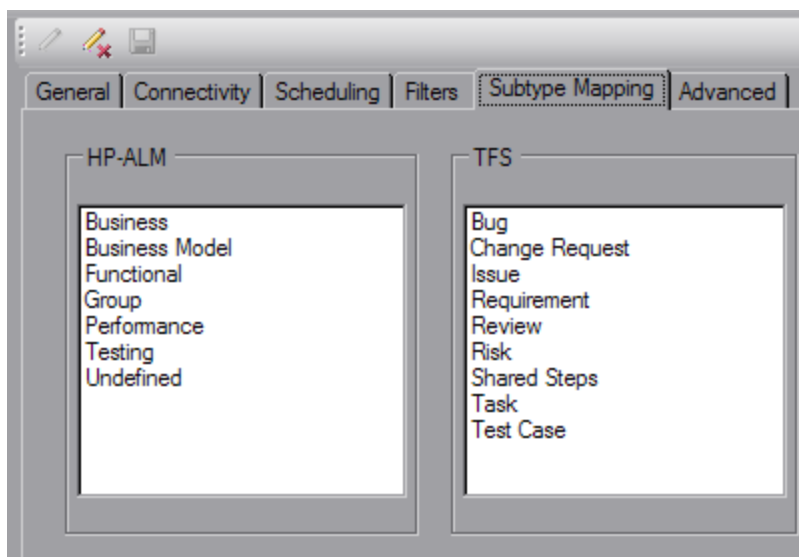 General Connectivity Scheduling Filters Subtype Mapping Advanced
HP-ALM
Business
Business Model
Functional
Group
Performance
Testing
Undefined
TFS
Bug
Change Request
Issue
Requirement
Review
Risk
Shared Steps
Task
Test Case